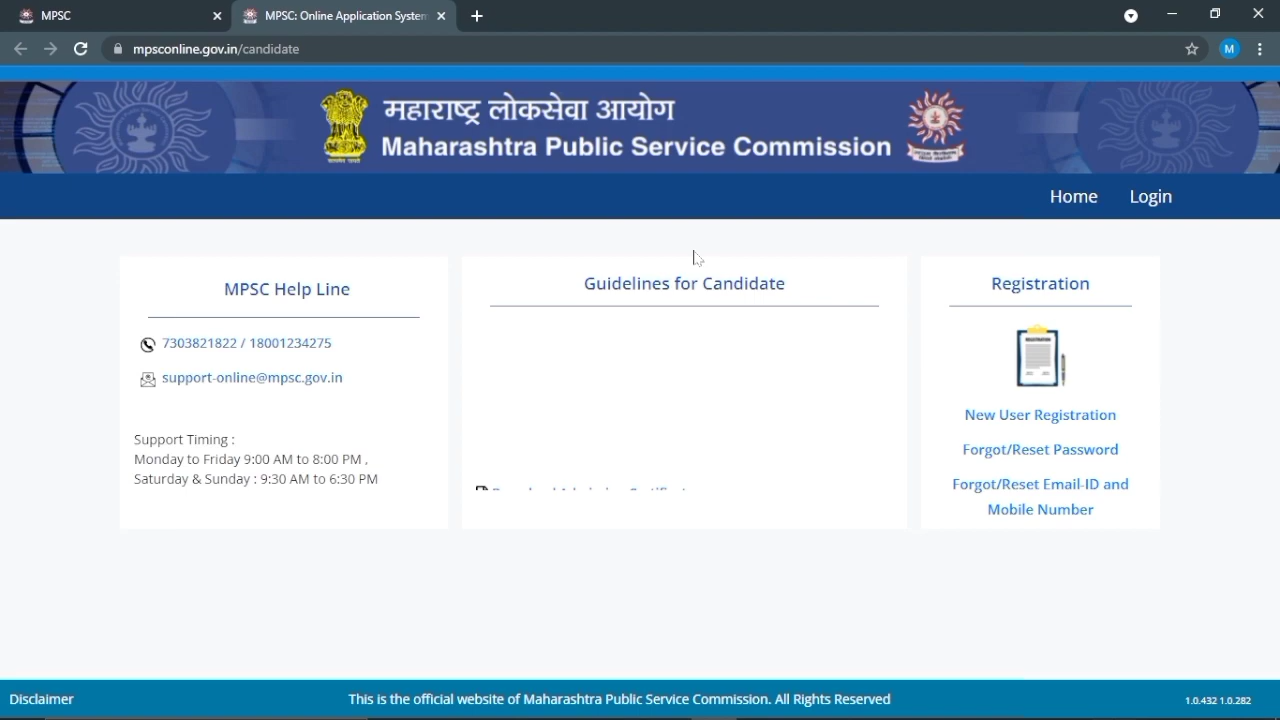 MPSC
MPSC: Online Application System
mpsconline.gov.in/candidate
M
महाराष्ट्र लोकसेवा आयोग
Maharashtra Public Service Commission
Home
Login
MPSC Help Line
7303821822 / 18001234275
support-online@mpsc.gov.in
Support Timing :
Monday to Friday 9:00 AM to 8:00 PM ,
Saturday & Sunday : 9:30 AM to 6:30 PM
Guidelines for Candidate
Registration
REGISTRATION
New User Registration
Forgot/Reset Password
Forgot/Reset Email-ID and
Mobile Number
Disclaimer
This is the official website of Maharashtra Public Service Commission. All Rights Reserved
1.0.432 1.0.282